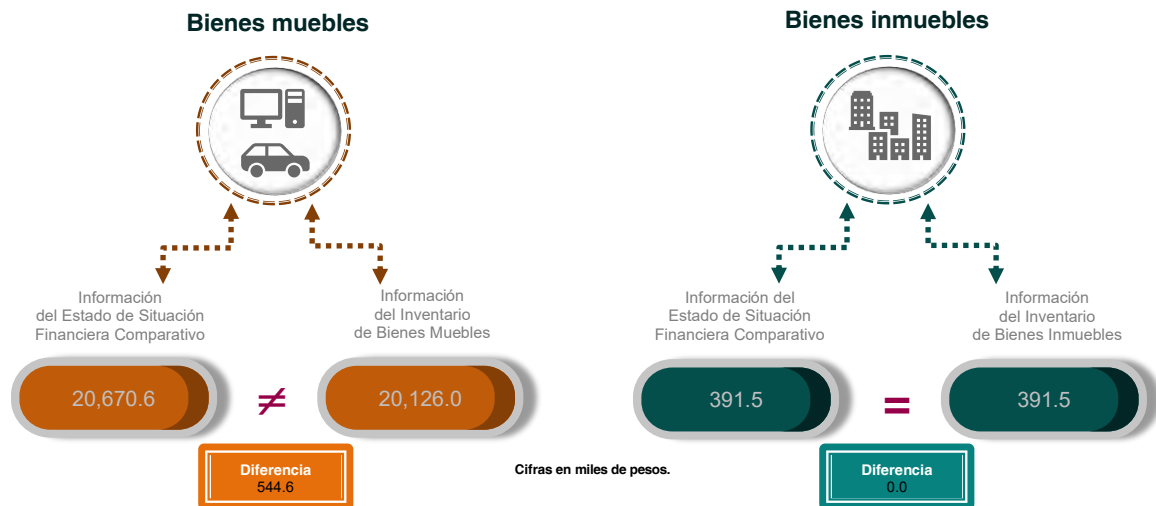 Bienes muebles
Información
del Estado de Situación
Financiera Comparativo
Información
del Inventario
de Bienes Muebles
20,670.6
≠
20,126.0
Diferencia
544.6
Cifras en miles de pesos.
Bienes inmuebles
Información del
Estado de Situación
Financiera Comparativo
Información
del Inventario
de Bienes Inmuebles
391.5
=
391.5
Diferencia
0.0